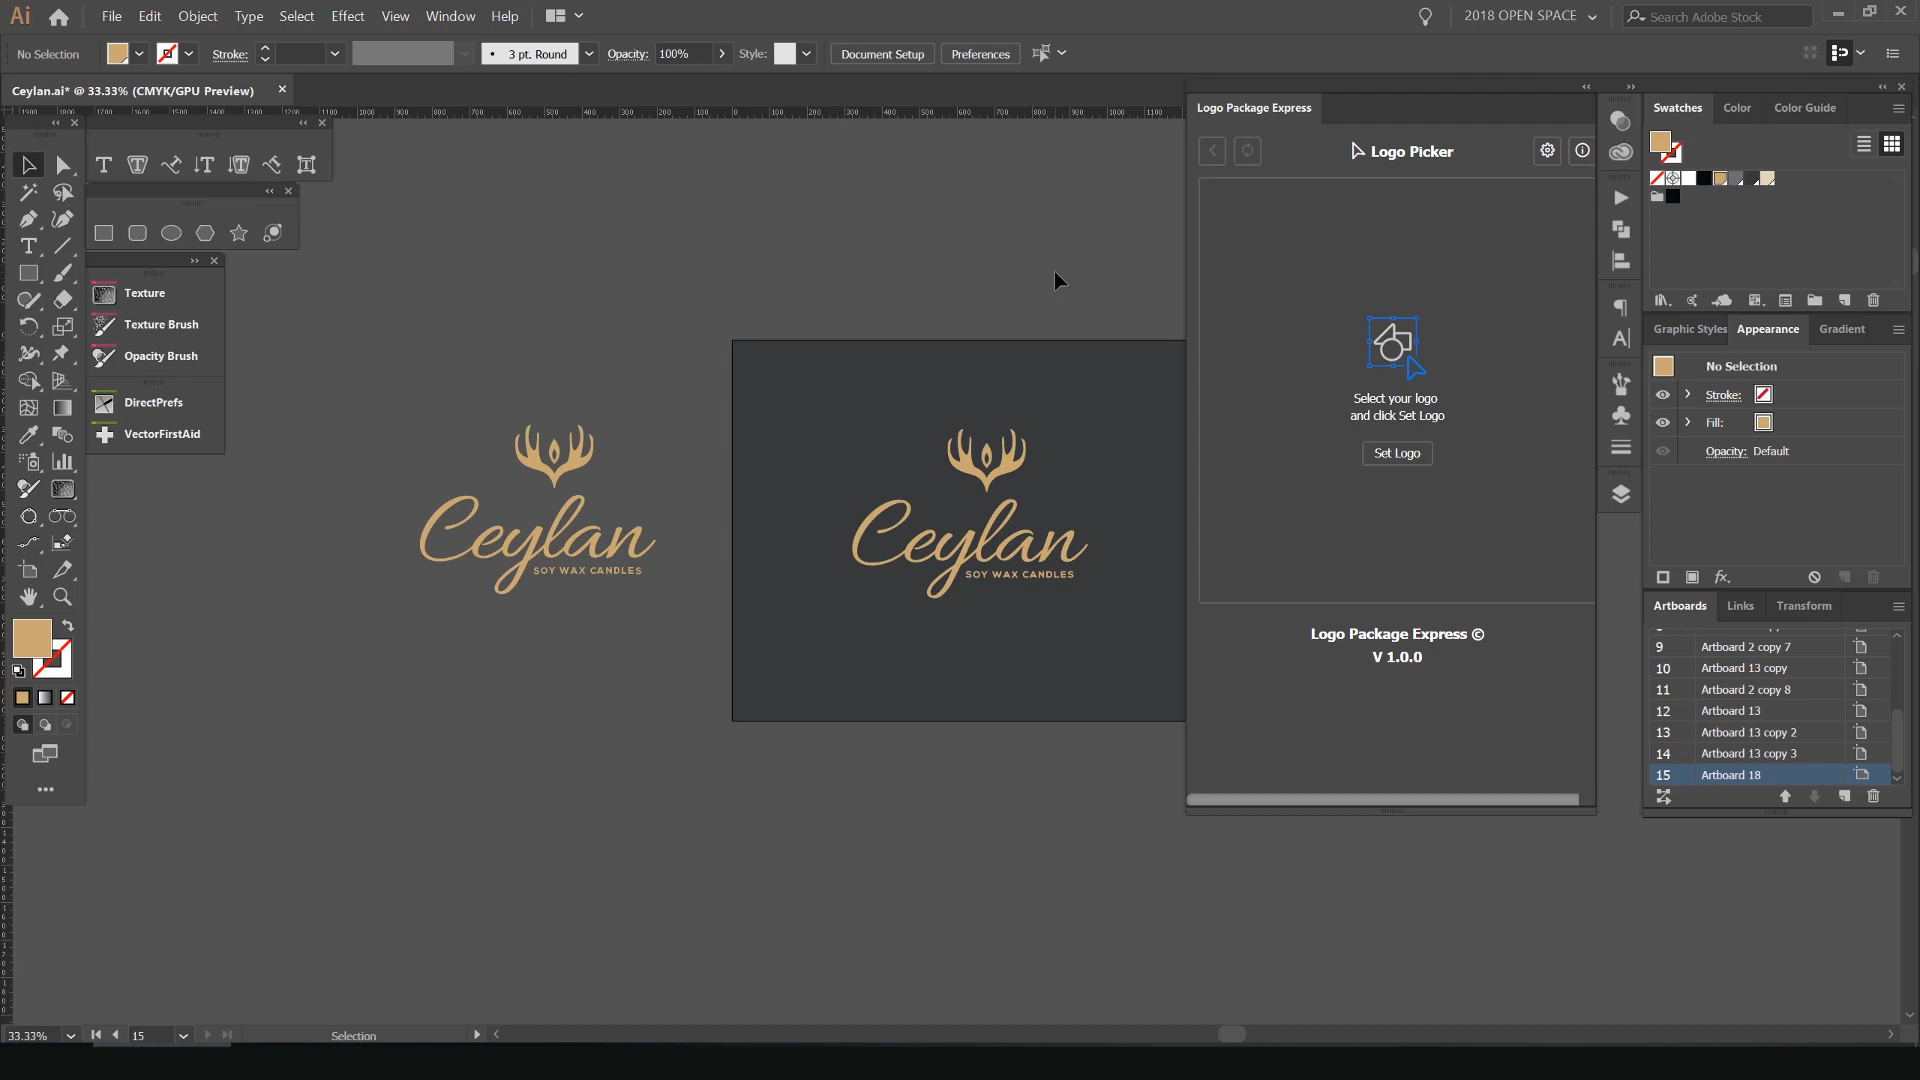 Ai File Edit Object Type Select Effect View Window Help 2018 OPEN SPACE Search Adobe Stock
No Selection Stroke: 3 pt. Round Opacity: 100% Style: Document Setup Preferences
Ceylan.ai* @ 33.33% (CMYK/GPU Preview)
Texture
Texture Brush
Opacity Brush
DirectPrefs
VectorFirstAid
Ceylan
SOY WAX CANDLES
Ceylan
SOY WAX CANDLES
Logo Package Express
Logo Picker
Select your logo
and click Set Logo
Set Logo
Logo Package Express ©
V 1.0.0
Swatches Color Color Guide
Graphic Styles Appearance Gradient
No Selection
Stroke:
Fill:
Opacity: Default
fx.
Artboards Links Transform
9 Artboard 2 copy 7
10 Artboard 13 copy
11 Artboard 2 copy 8
12 Artboard 13
13 Artboard 13 copy 2
14 Artboard 13 copy 3
15 Artboard 18
33.33% 15 Selection